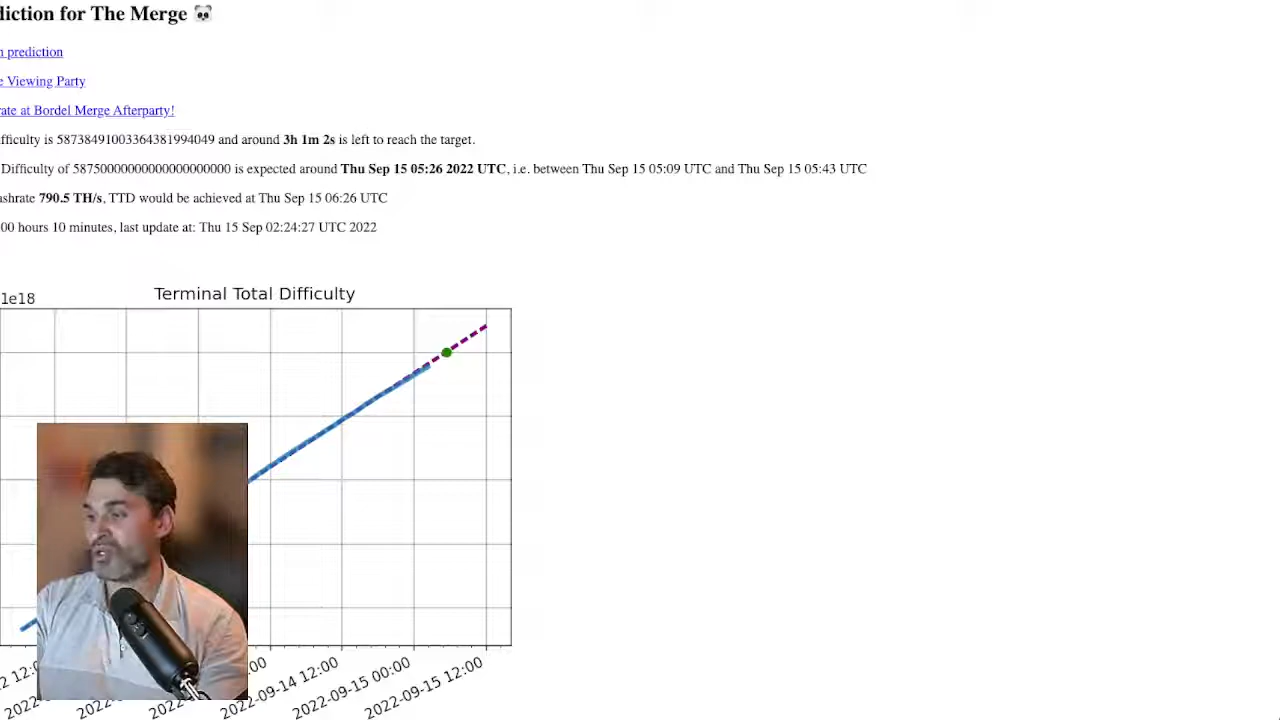 diction for The Merge 🐼
n prediction
e Viewing Party
rate at Bordel Merge Afterparty!
ifficulty is 58738491003364381994049 and around 3h 1m 2s is left to reach the target.
Difficulty of 58750000000000000000000 is expected around Thu Sep 15 05:26 2022 UTC, i.e. between Thu Sep 15 05:09 UTC and Thu Sep 15 05:43 UTC
ashrate 790.5 TH/s, TTD would be achieved at Thu Sep 15 06:26 UTC
00 hours 10 minutes, last update at: Thu 15 Sep 02:24:27 UTC 2022
Terminal Total Difficulty
1e18
2022-09-14 12:00
2022-09-15 00:00
2022-09-15 12:00